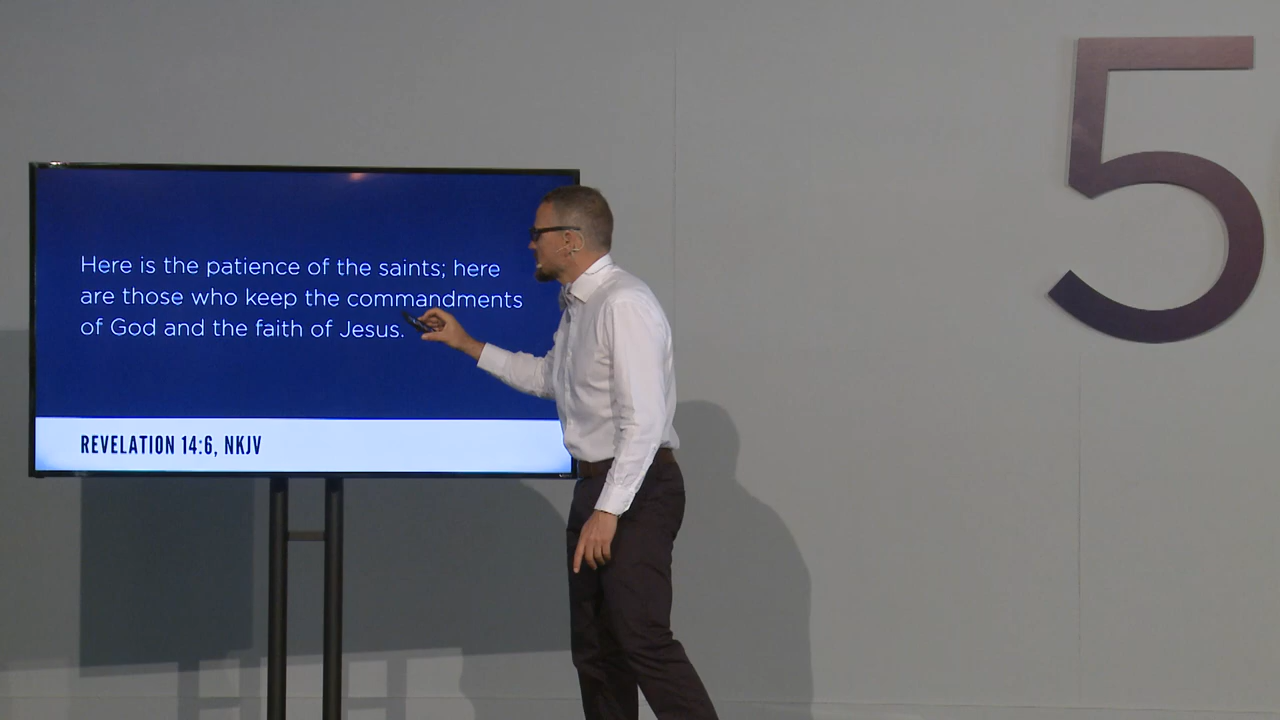 Here is the patience of the saints; here
are those who keep the commandments
of God and the faith of Jesus.
REVELATION 14:6, NKJV
5